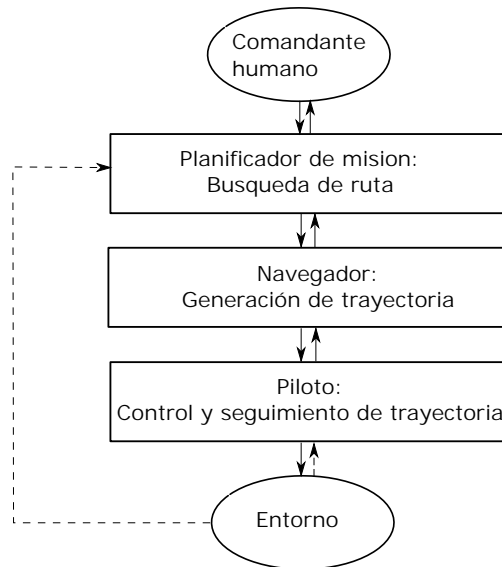 Comandante
humano
Planificador de mision:
Busqueda de ruta
Navegador:
Generación de trayectoria
Piloto:
Control y seguimiento de trayectoria
Entorno